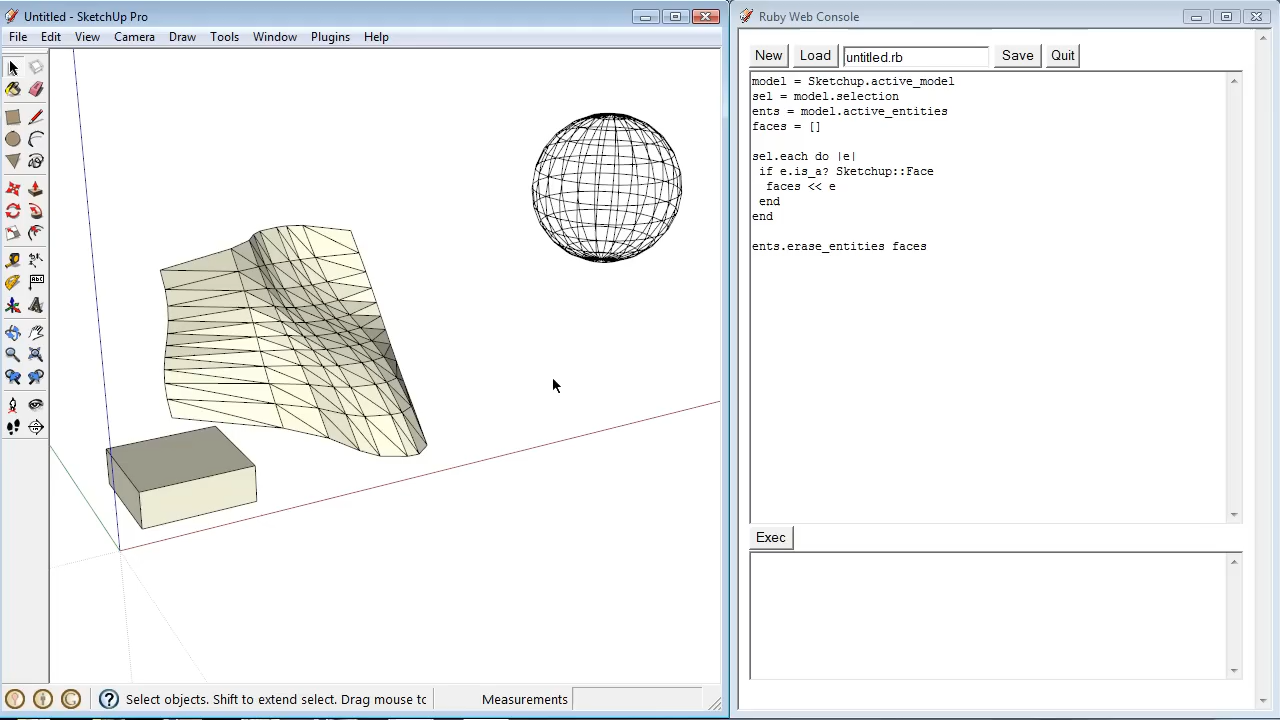 Untitled - SketchUp Pro
File Edit View Camera Draw Tools Window Plugins Help
Abc
Select objects. Shift to extend select. Drag mouse tc
Measurements
Ruby Web Console
New Load untitled.rb Save Quit
model = Sketchup.active_model
sel = model.selection
ents = model.active_entities
faces = []
sel.each do |e|
if e.is_a? Sketchup::Face
faces << e
end
end
ents.erase_entities faces
Exec